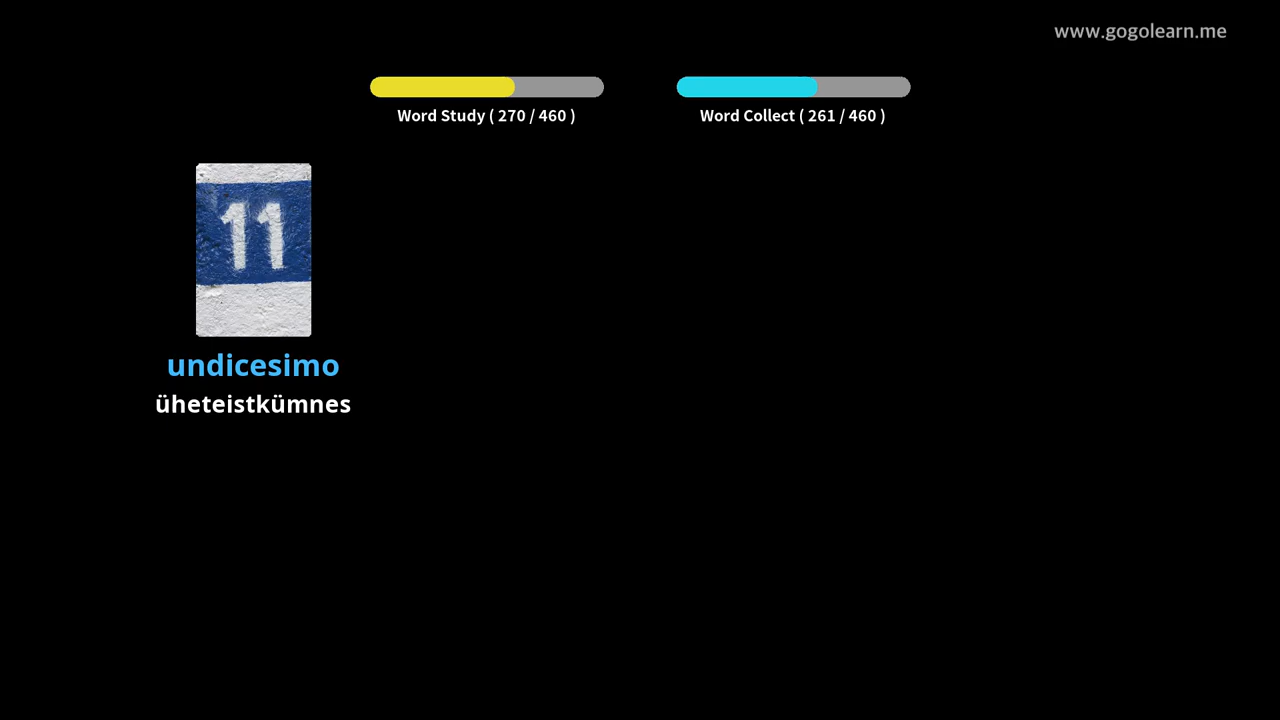 www.gogolearn.me
Word Study ( 270 / 460 )
Word Collect ( 261 / 460 )
11
undicesimo
üheteistkümnes